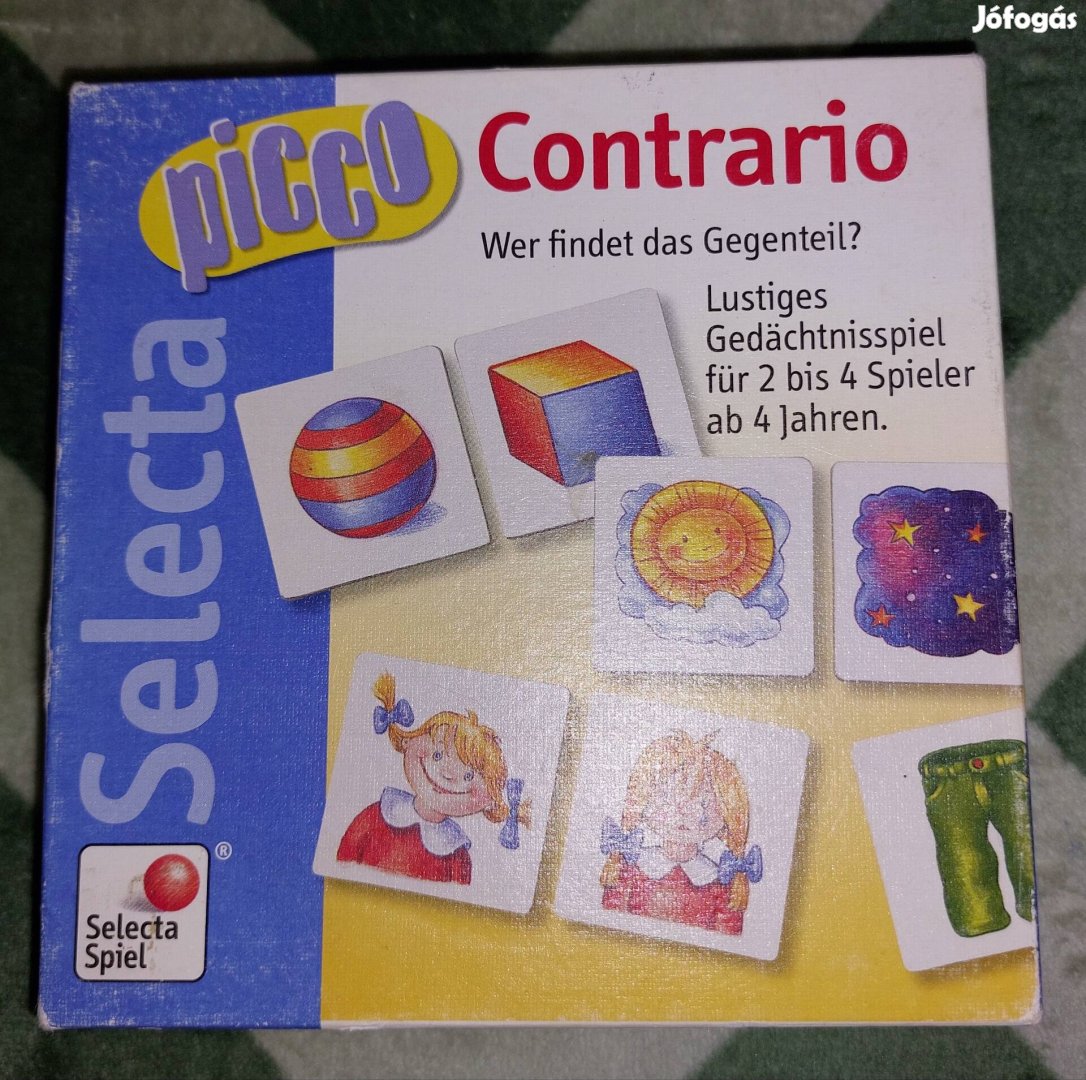 Jófogás
picco
Contrario
Wer findet das Gegenteil?
Lustiges
Gedächtnisspiel
für 2 bis 4 Spieler
ab 4 Jahren.
Selecta
®
Selecta
Spiel